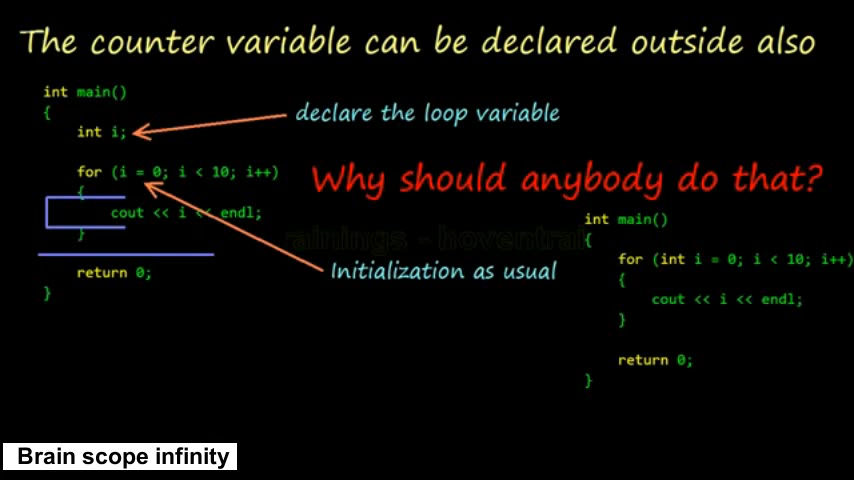 The counter variable can be declared outside also
int main()
{
int i;
declare the loop variable
for (i = 0; i < 10; i++)
{
cout << i << endl;
}
return 0;
}
Initialization as usual
Why should anybody do that?
int main()
{
for (int i = 0; i < 10; i++)
{
cout << i << endl;
}
return 0;
}
ainings - hoventra
Brain scope infinity